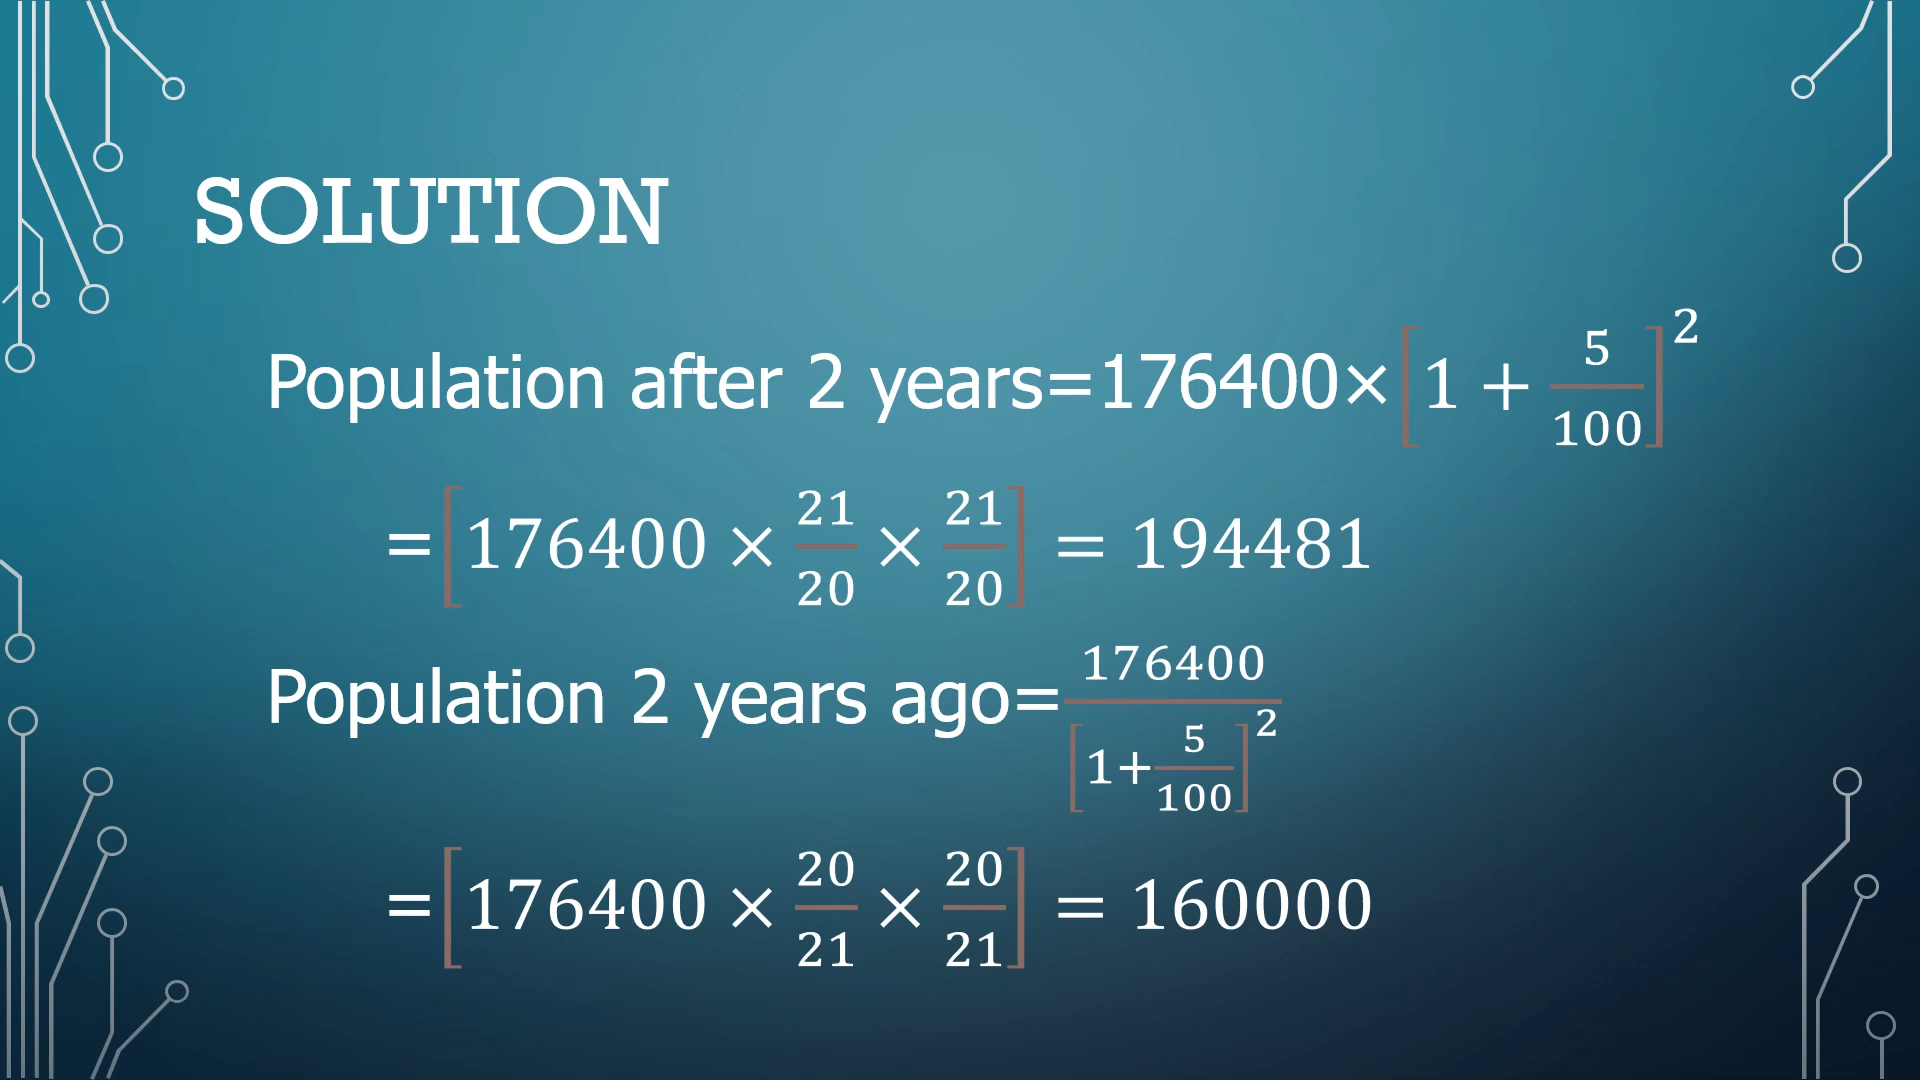 SOLUTION
Population after 2 years=176400×[1 + 5/100]²
=[176400 × 21/20 × 21/20] = 194481
Population 2 years ago=176400/[1+5/100]²
=[176400 × 20/21 × 20/21] = 160000